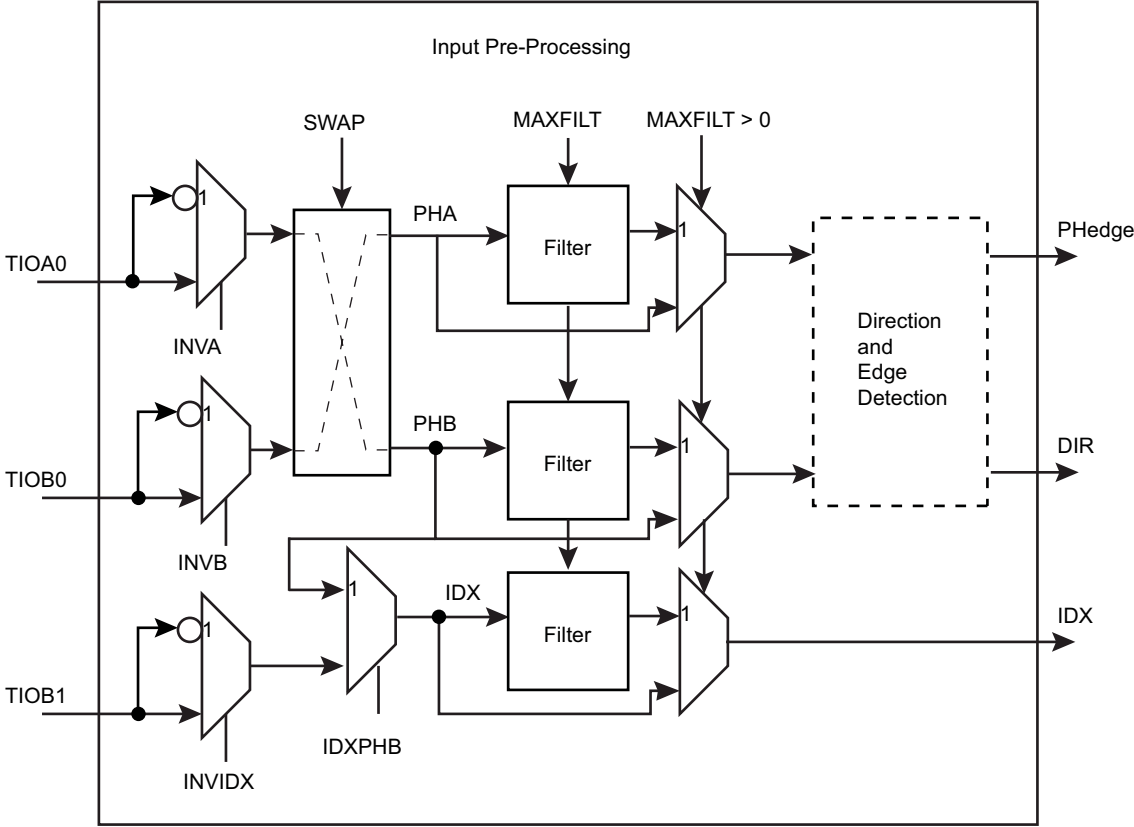 Input Pre-Processing
SWAP
MAXFILT
MAXFILT > 0
1
PHA
1
Filter
PHedge
TIOA0
INVA
Direction
and
Edge
Detection
1
PHB
1
Filter
DIR
TIOB0
INVB
1
IDX
1
Filter
IDX
1
TIOB1
IDXPHB
INVIDX